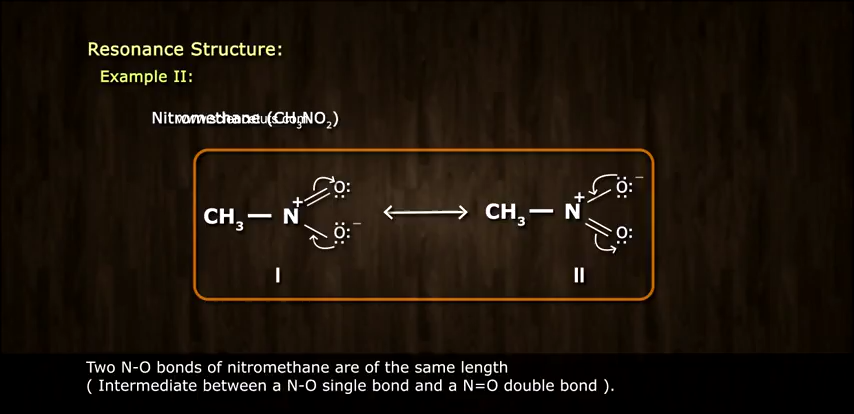 Resonance Structure:
Example II:
Nitromethane (CH₃NO₂)
CH₃ — N⁺ O: Ö:⁻ ⟷ CH₃ — N⁺ Ö:⁻ O:
I II
Two N-O bonds of nitromethane are of the same length
( Intermediate between a N-O single bond and a N=O double bond ).